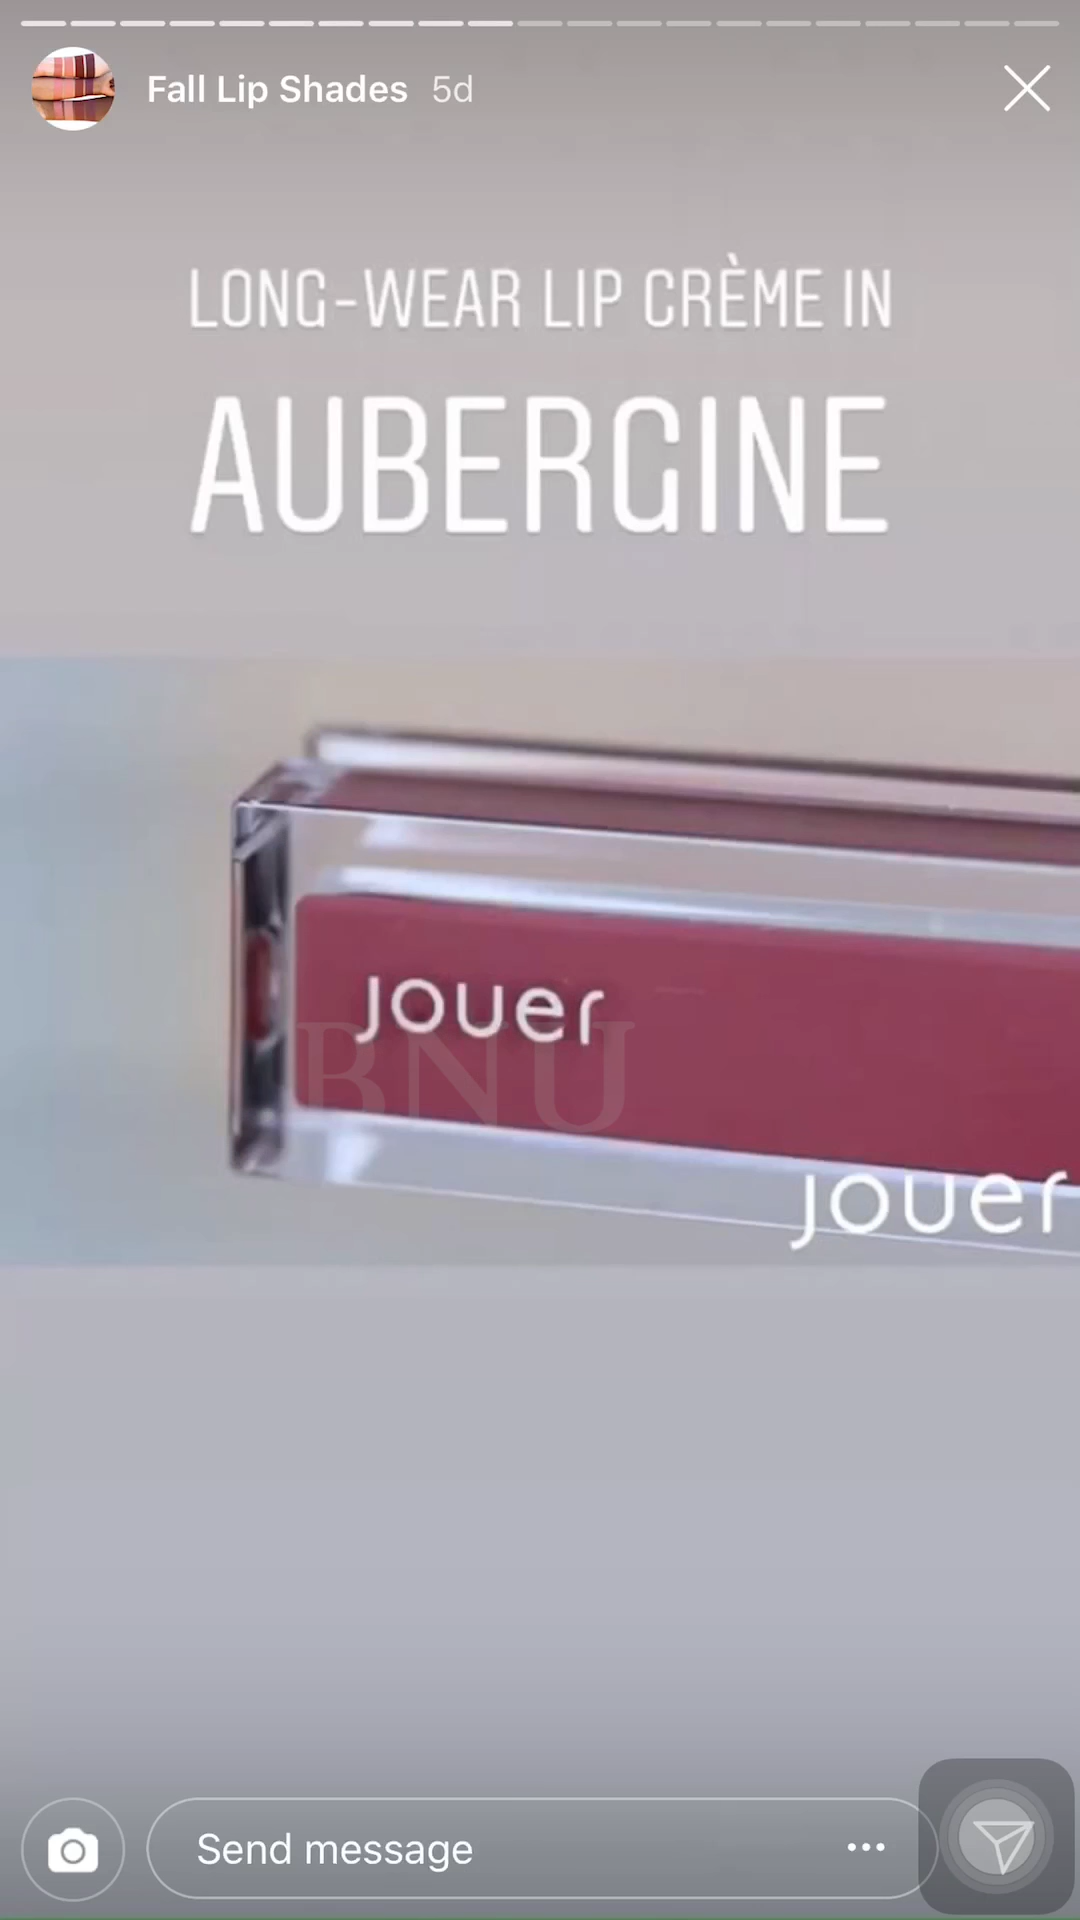 Fall Lip Shades 5d
LONG-WEAR LIP CRÈME IN
AUBERGINE
Jouer
BNU
Jouer
Send message